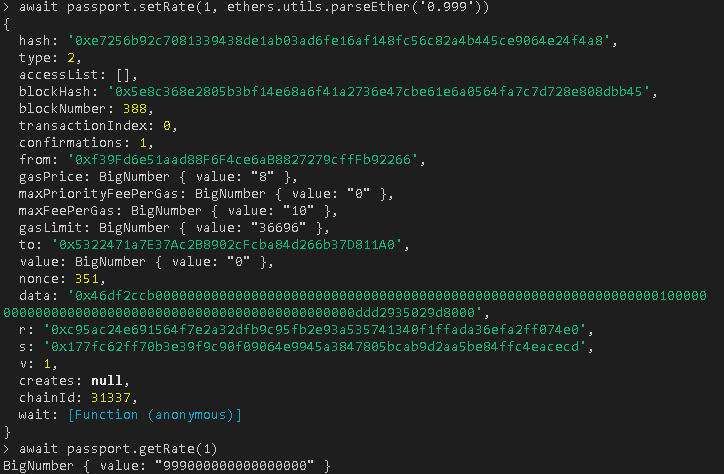 > await passport.setRate(1, ethers.utils.parseEther('0.999'))
{
  hash: '0xe7256b92c7081339438de1ab03ad6fe16af148fc56c82a4b445ce9064e24f4a8',
  type: 2,
  accessList: [],
  blockHash: '0x5e8c368e2805b3bf14e68a6f41a2736e47cbe61e6a0564fa7c7d728e808dbb45',
  blockNumber: 388,
  transactionIndex: 0,
  confirmations: 1,
  from: '0xf39Fd6e51aad88F6F4ce6aB8827279cffFb92266',
  gasPrice: BigNumber { value: "8" },
  maxPriorityFeePerGas: BigNumber { value: "0" },
  maxFeePerGas: BigNumber { value: "10" },
  gasLimit: BigNumber { value: "36696" },
  to: '0x5322471a7E37Ac2B8902cFcba84d266b37D811A0',
  value: BigNumber { value: "0" },
  nonce: 351,
  data: '0x46df2ccb000000000000000000000000000000000000000000000000000000000000000100000
00000000000000000000000000000000000000000000ddd2935029d8000',
  r: '0xc95ac24e691564f7e2a32dfb9c95fb2e93a535741340f1ffada36efa2ff074e0',
  s: '0x177fc62ff70b3e39f9c90f09064e9945a3847805bcab9d2aa5be84ffc4eacecd',
  v: 1,
  creates: null,
  chainId: 31337,
  wait: [Function (anonymous)]
}
> await passport.getRate(1)
BigNumber { value: "999000000000000000" }